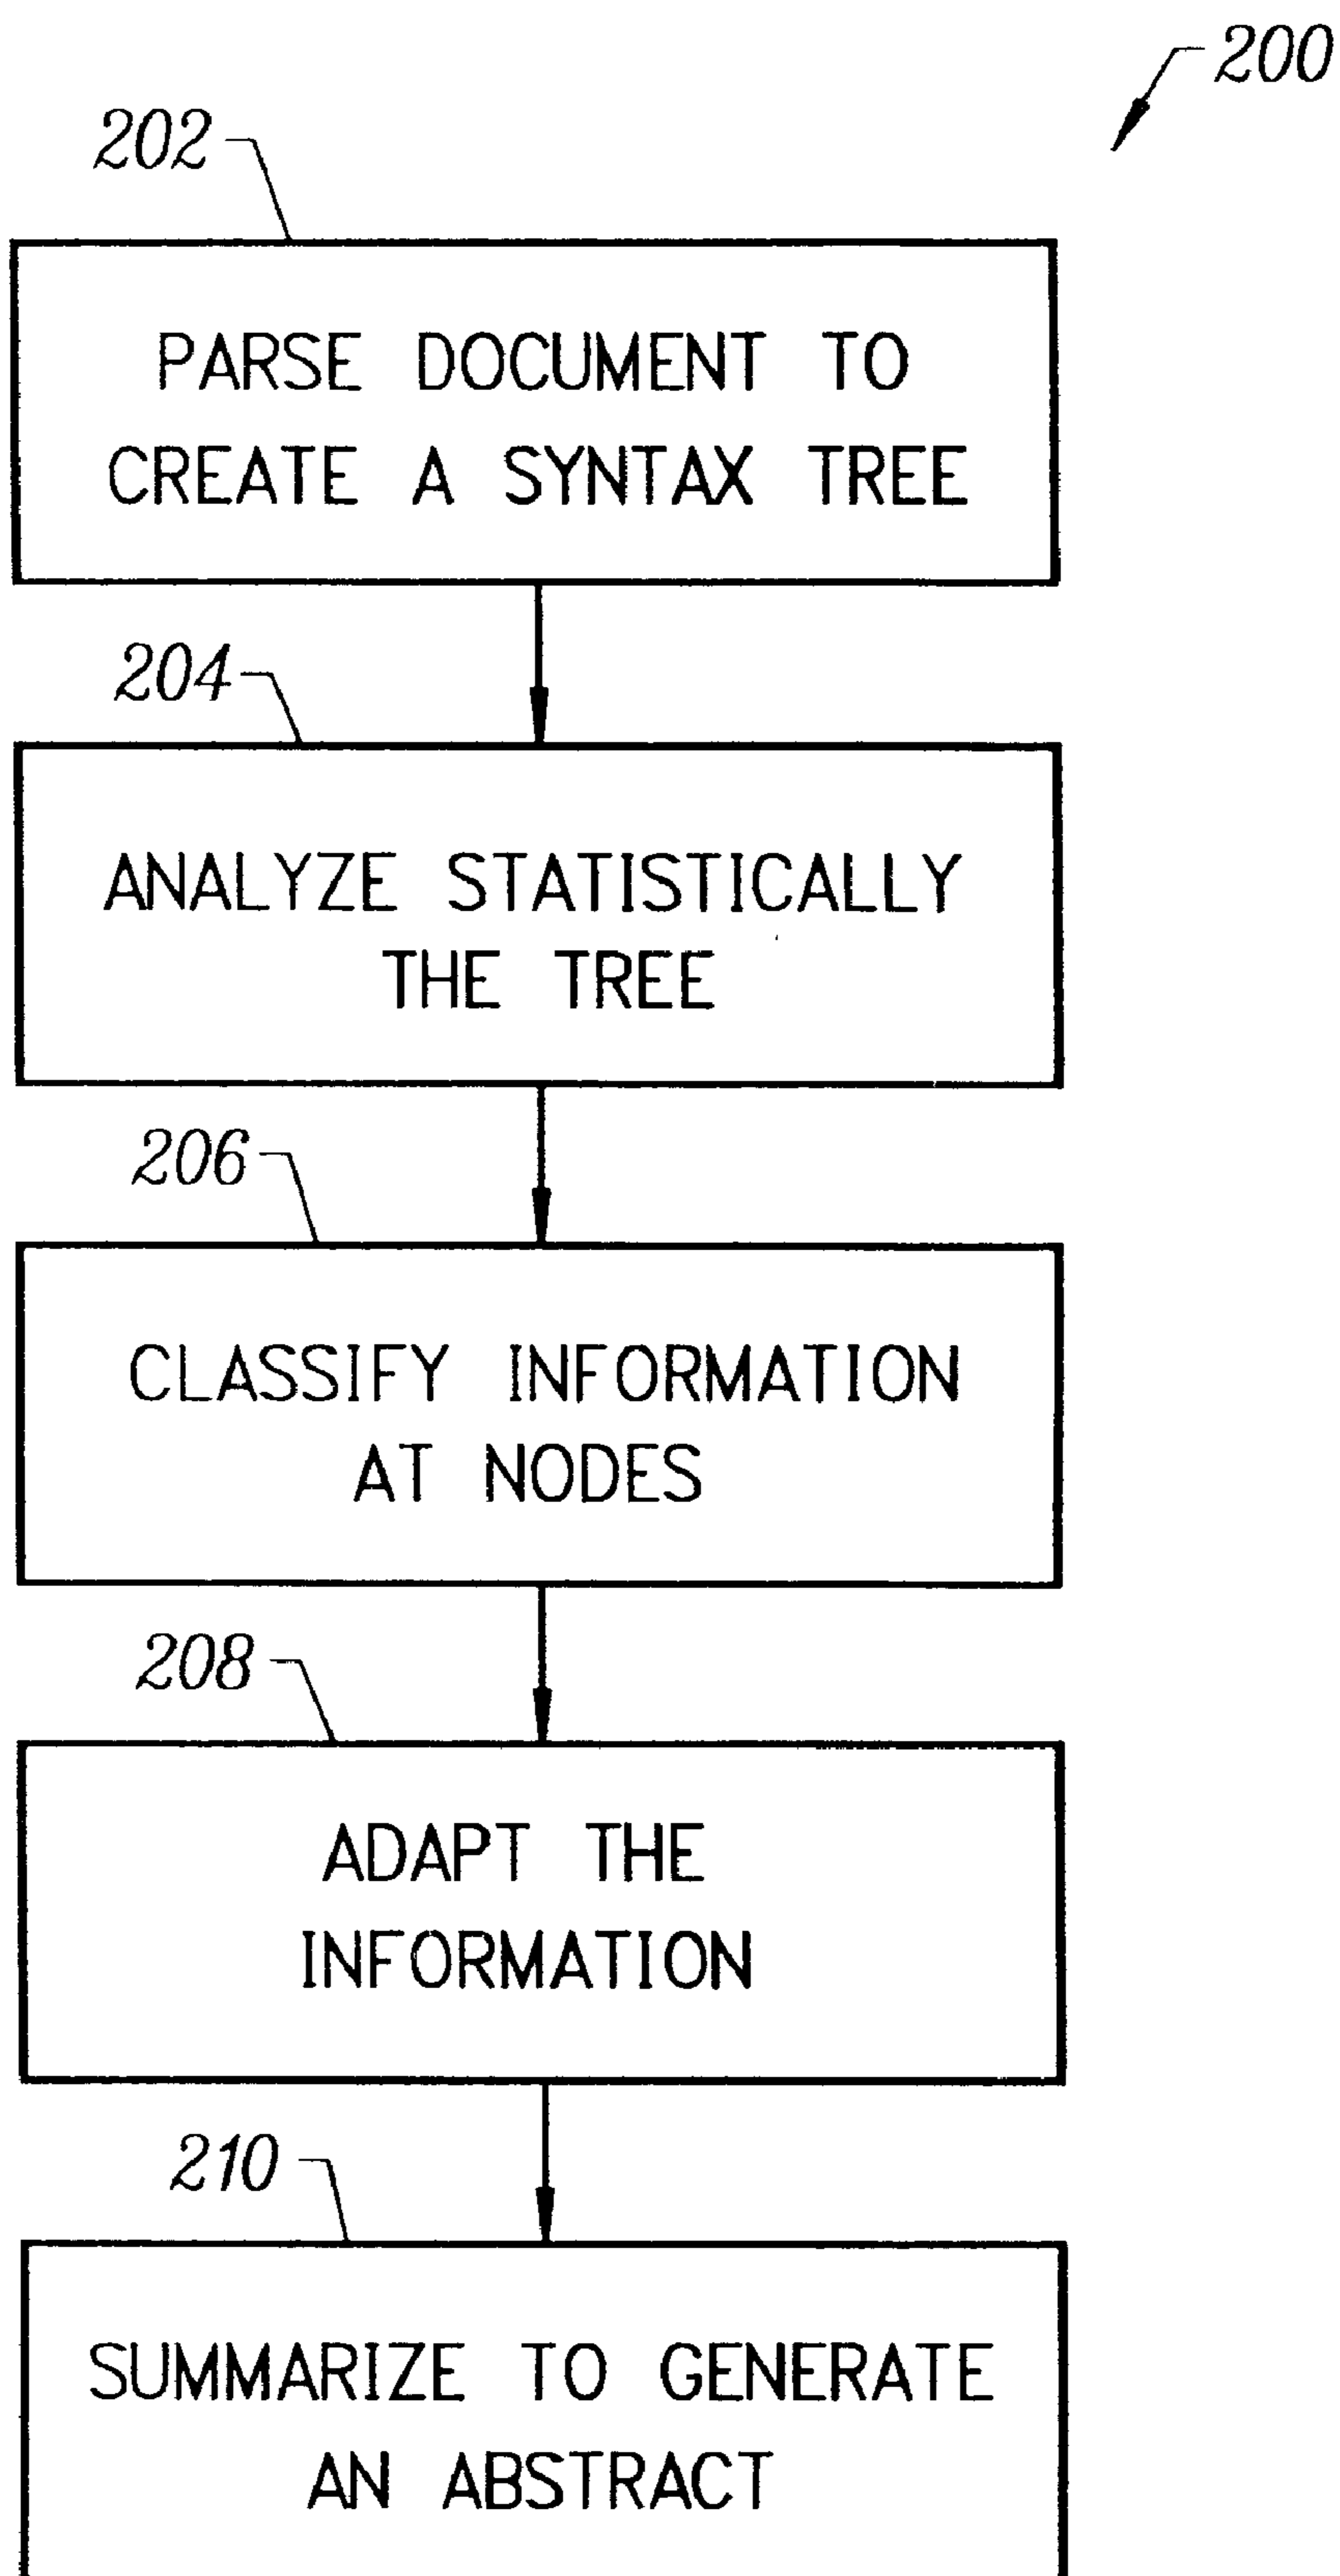 200
202
PARSE DOCUMENT TO
CREATE A SYNTAX TREE
204
ANALYZE STATISTICALLY
THE TREE
206
CLASSIFY INFORMATION
AT NODES
208
ADAPT THE
INFORMATION
210
SUMMARIZE TO GENERATE
AN ABSTRACT